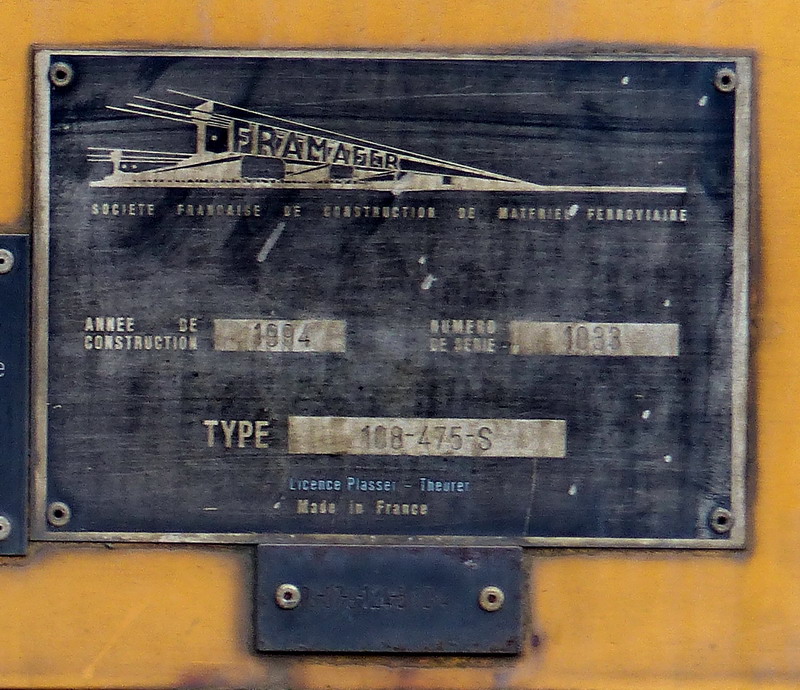 FRAMAFER
SOCIETE FRANCAISE DE CONSTRUCTION DE MATERIEL FERROVIAIRE
ANNEE DE CONSTRUCTION 1994
NUMERO DE SERIE 1033
TYPE 108-475-S
Licence Plasser - Theurer
Made in France
e